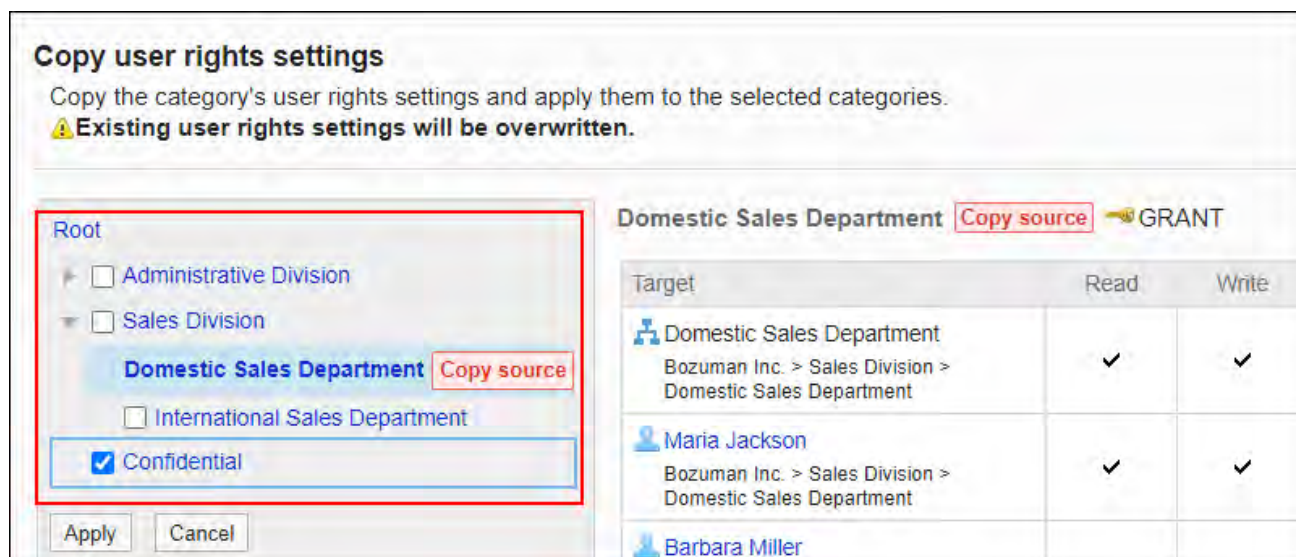 Copy user rights settings
Copy the category's user rights settings and apply them to the selected categories.
Existing user rights settings will be overwritten.
Root
Administrative Division
Sales Division
Domestic Sales Department Copy source
International Sales Department
Confidential
Apply Cancel
Domestic Sales Department Copy source GRANT
Target Read Write
Domestic Sales Department
Bozuman Inc. > Sales Division >
Domestic Sales Department
Maria Jackson
Bozuman Inc. > Sales Division >
Domestic Sales Department
Barbara Miller